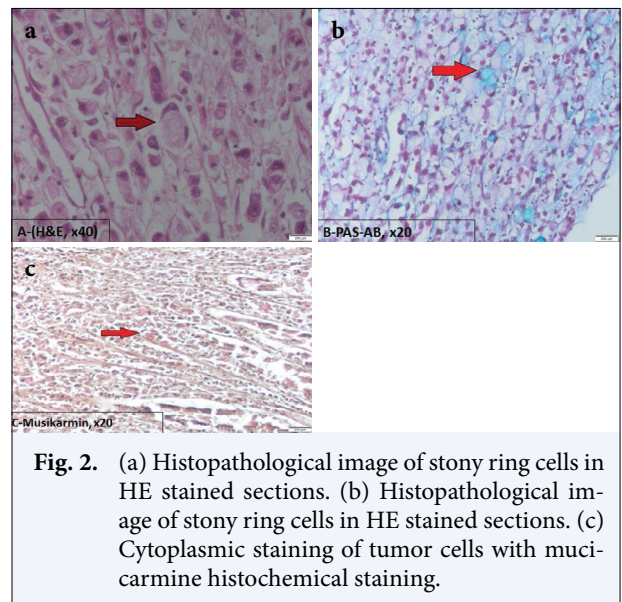 a
b
A-(H&E, x40)
B-PAS-AB, x20
c
C-Musikarmin, x20
Fig. 2. (a) Histopathological image of stony ring cells in
HE stained sections. (b) Histopathological im-
age of stony ring cells in HE stained sections. (c)
Cytoplasmic staining of tumor cells with muci-
carmine histochemical staining.